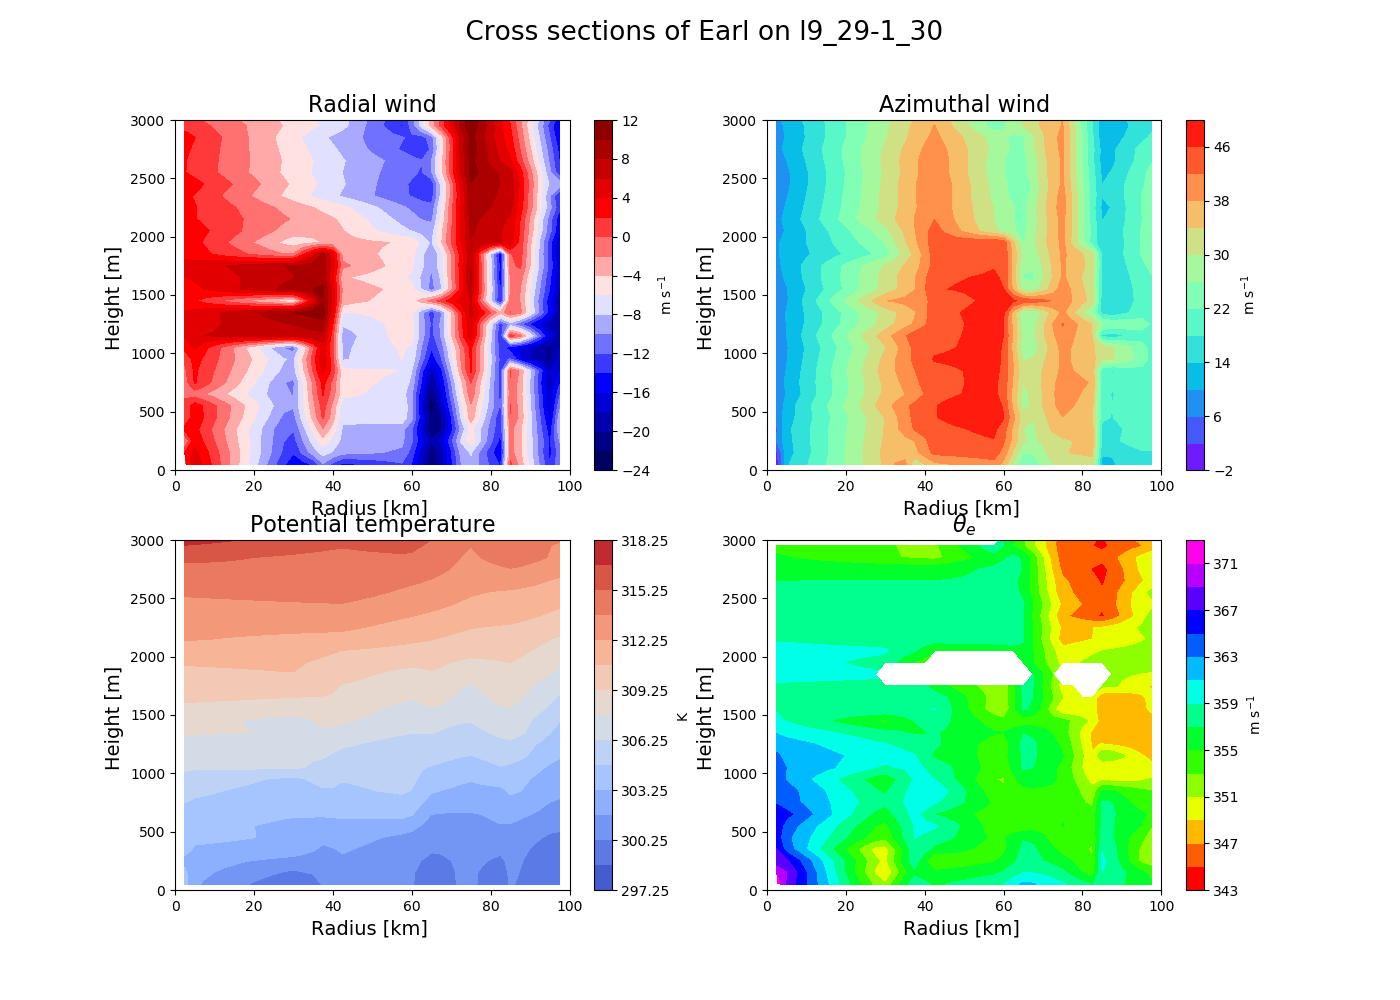 Cross sections of Earl on I9_29-1_30
Radial wind
Azimuthal wind
3000
2500
2000
1500
1000
500
0
Height [m]
0 20 40 60 80 100
Radius [km]
12
8
4
0
−4
−8
−12
−16
−20
−24
m s⁻¹
3000
2500
2000
1500
1000
500
0
Height [m]
0 20 40 60 80 100
Radius [km]
46
38
30
22
14
6
−2
m s⁻¹
Potential temperature
θe
3000
2500
2000
1500
1000
500
0
Height [m]
0 20 40 60 80 100
Radius [km]
318.25
315.25
312.25
309.25
306.25
303.25
300.25
297.25
K
3000
2500
2000
1500
1000
500
0
Height [m]
0 20 40 60 80 100
Radius [km]
371
367
363
359
355
351
347
343
m s⁻¹